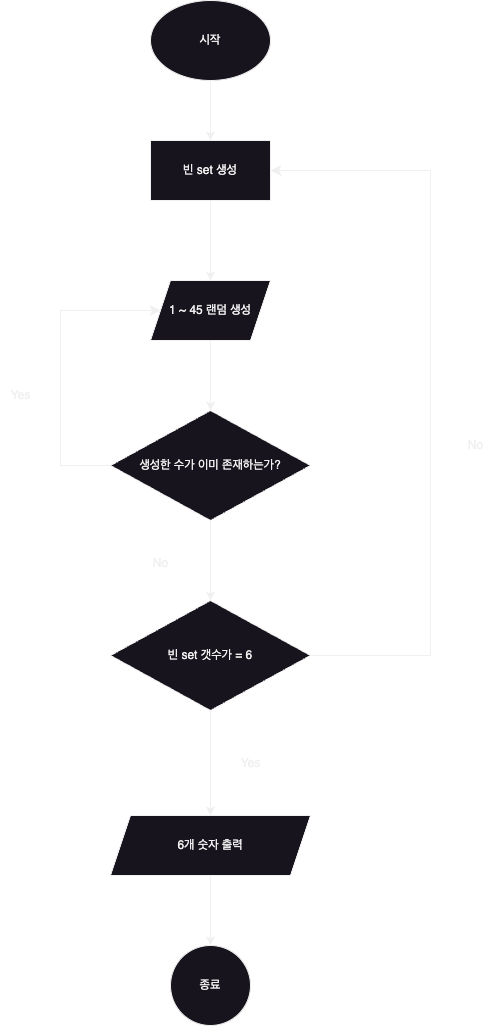 시작
빈 set 생성
1 ~ 45 랜덤 생성
Yes
생성한 수가 이미 존재하는가?
No
No
빈 set 갯수가 = 6
Yes
6개 숫자 출력
종료